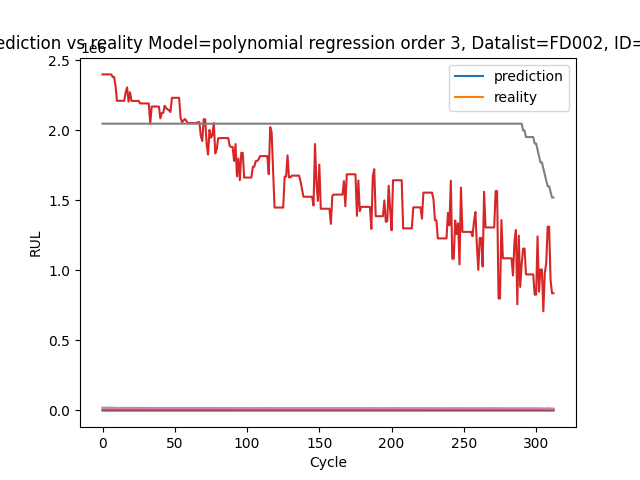 ediction vs reality Model=polynomial regression order 3, Datalist=FD002, ID=
1e6
2.5
2.0
1.5
1.0
0.5
0.0
RUL
prediction
reality
0 50 100 150 200 250 300
Cycle